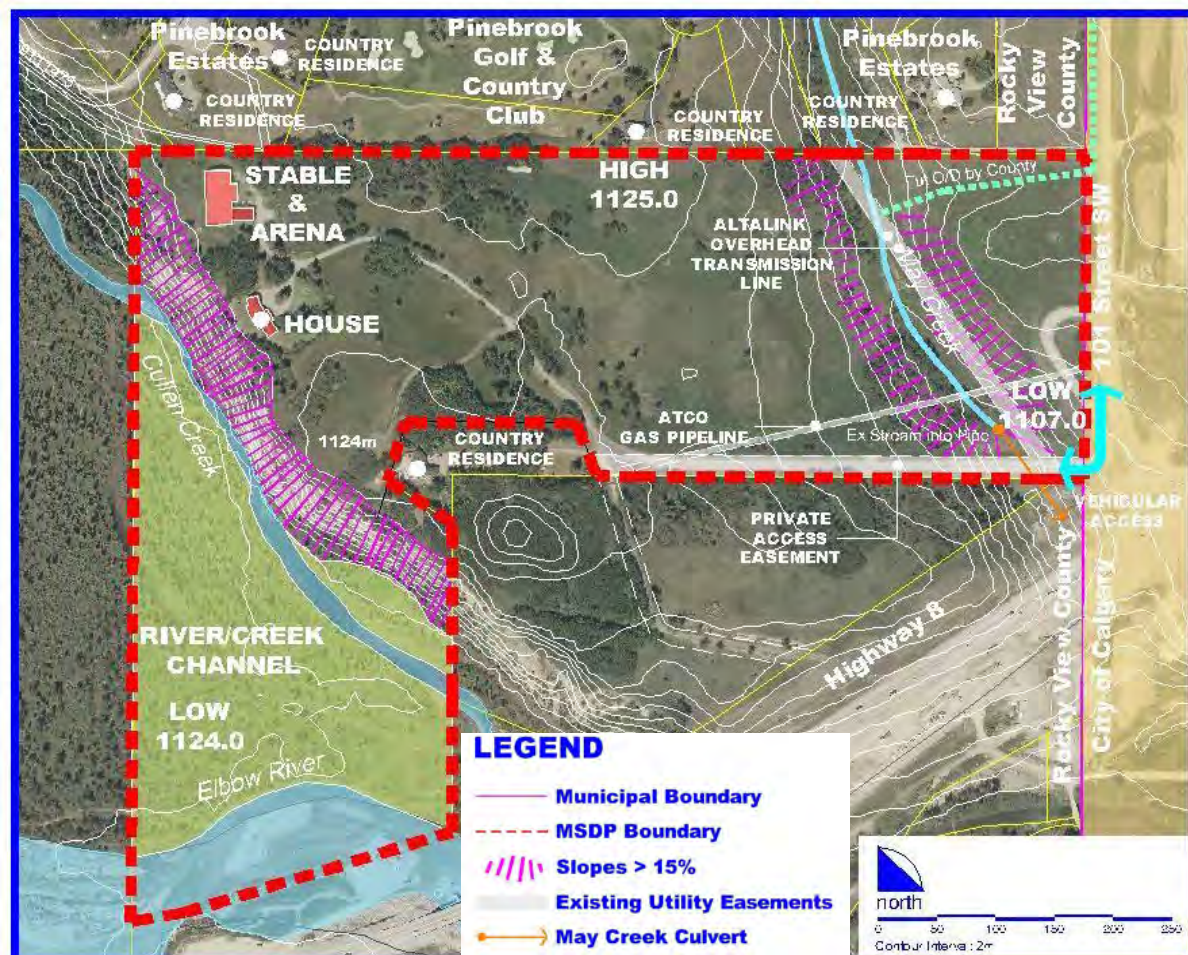 Pinebrook
Estates
COUNTRY
RESIDENCE
COUNTRY
RESIDENCE
Pinebrook
Golf &
Country
Club
COUNTRY
RESIDENCE
Pinebrook
Estates
COUNTRY
RESIDENCE
Rocky
View
County
STABLE
&
ARENA
HIGH
1125.0
O/D by County
ALTALINK
OVERHEAD
TRANSMISSION
LINE
May Creek
101 Street SW
HOUSE
Cullen Creek
LOW
1107.0
1124m
COUNTRY
RESIDENCE
ATCO
GAS PIPELINE
Ex Stream into Pipe
PRIVATE
ACCESS
EASEMENT
VEHICULAR
ACCESS
RIVER/CREEK
CHANNEL
LOW
1124.0
Elbow River
Highway 8
Rocky View County
City of Calgary
LEGEND
Municipal Boundary
MSDP Boundary
Slopes > 15%
Existing Utility Easements
May Creek Culvert
north
0 50 100 150 200 250
Contour Interval : 2m